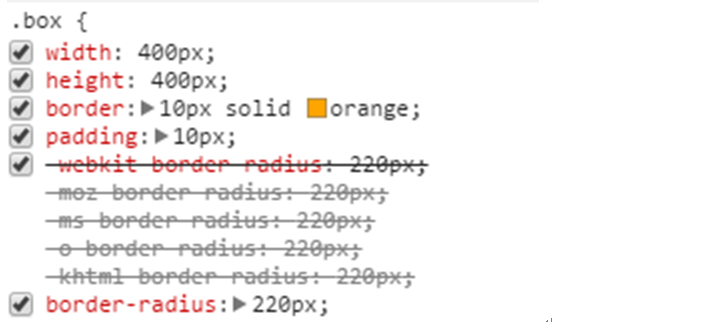 .box {
width: 400px;
height: 400px;
border: 10px solid orange;
padding: 10px;
-webkit-border-radius: 220px;
-moz-border-radius: 220px;
-ms-border-radius: 220px;
-o-border-radius: 220px;
-khtml-border-radius: 220px;
border-radius: 220px;